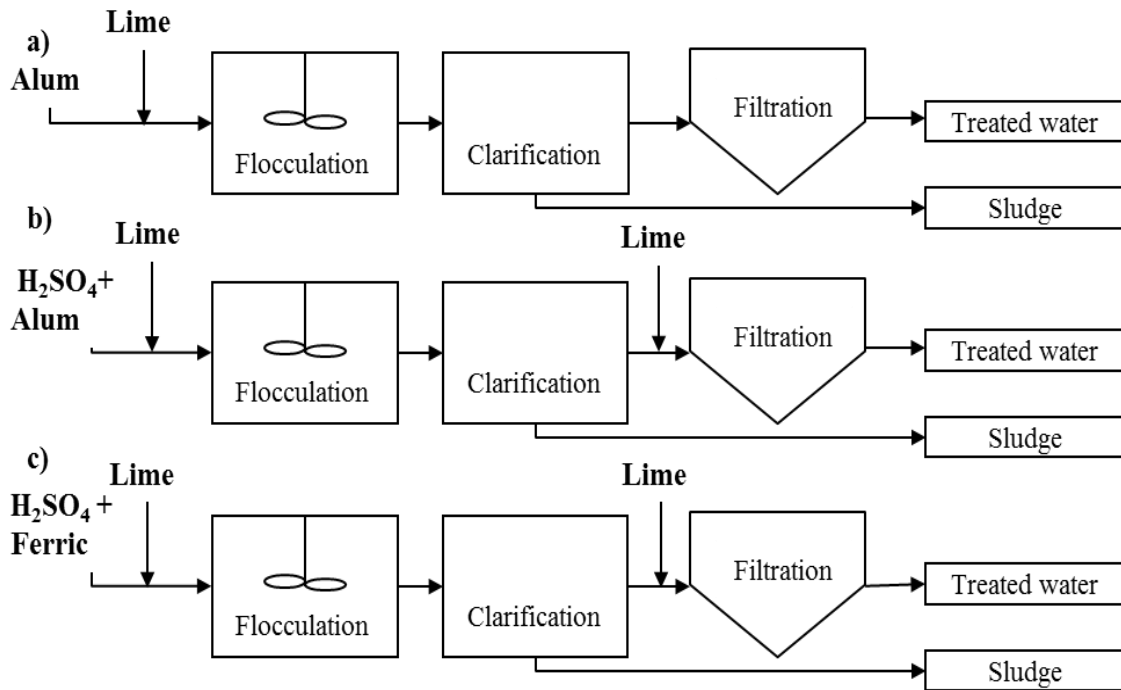 a)
Lime
Alum
Flocculation
Clarification
Filtration
Treated water
Sludge
b)
Lime
Lime
H₂SO₄+
Alum
Flocculation
Clarification
Filtration
Treated water
Sludge
c)
Lime
Lime
H₂SO₄ +
Ferric
Flocculation
Clarification
Filtration
Treated water
Sludge